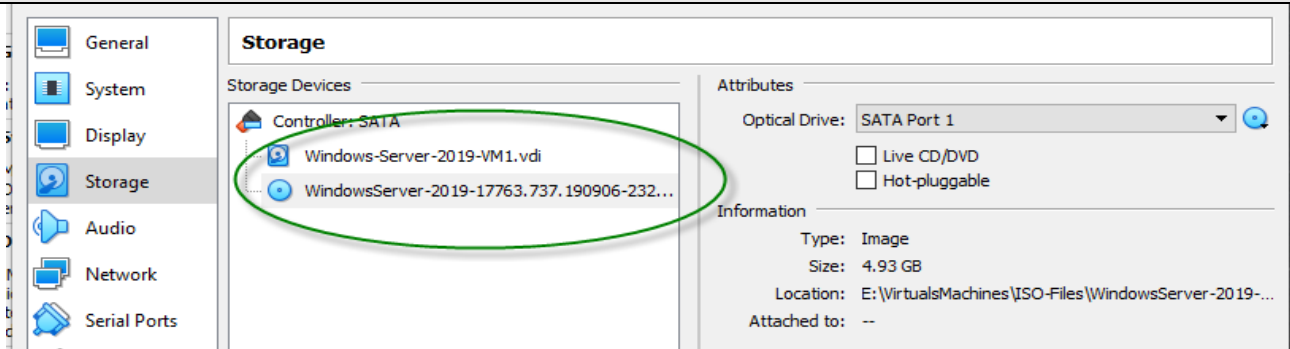 General
System
Display
Storage
Audio
Network
Serial Ports
Storage
Storage Devices
Controller: SATA
Windows-Server-2019-VM1.vdi
WindowsServer-2019-17763.737.190906-232...
Attributes
Optical Drive: SATA Port 1
Live CD/DVD
Hot-pluggable
Information
Type: Image
Size: 4.93 GB
Location: E:\VirtualsMachines\ISO-Files\WindowsServer-2019-...
Attached to: --